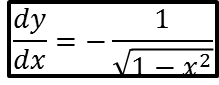 dy/dx = - 1/√(1 - x²)